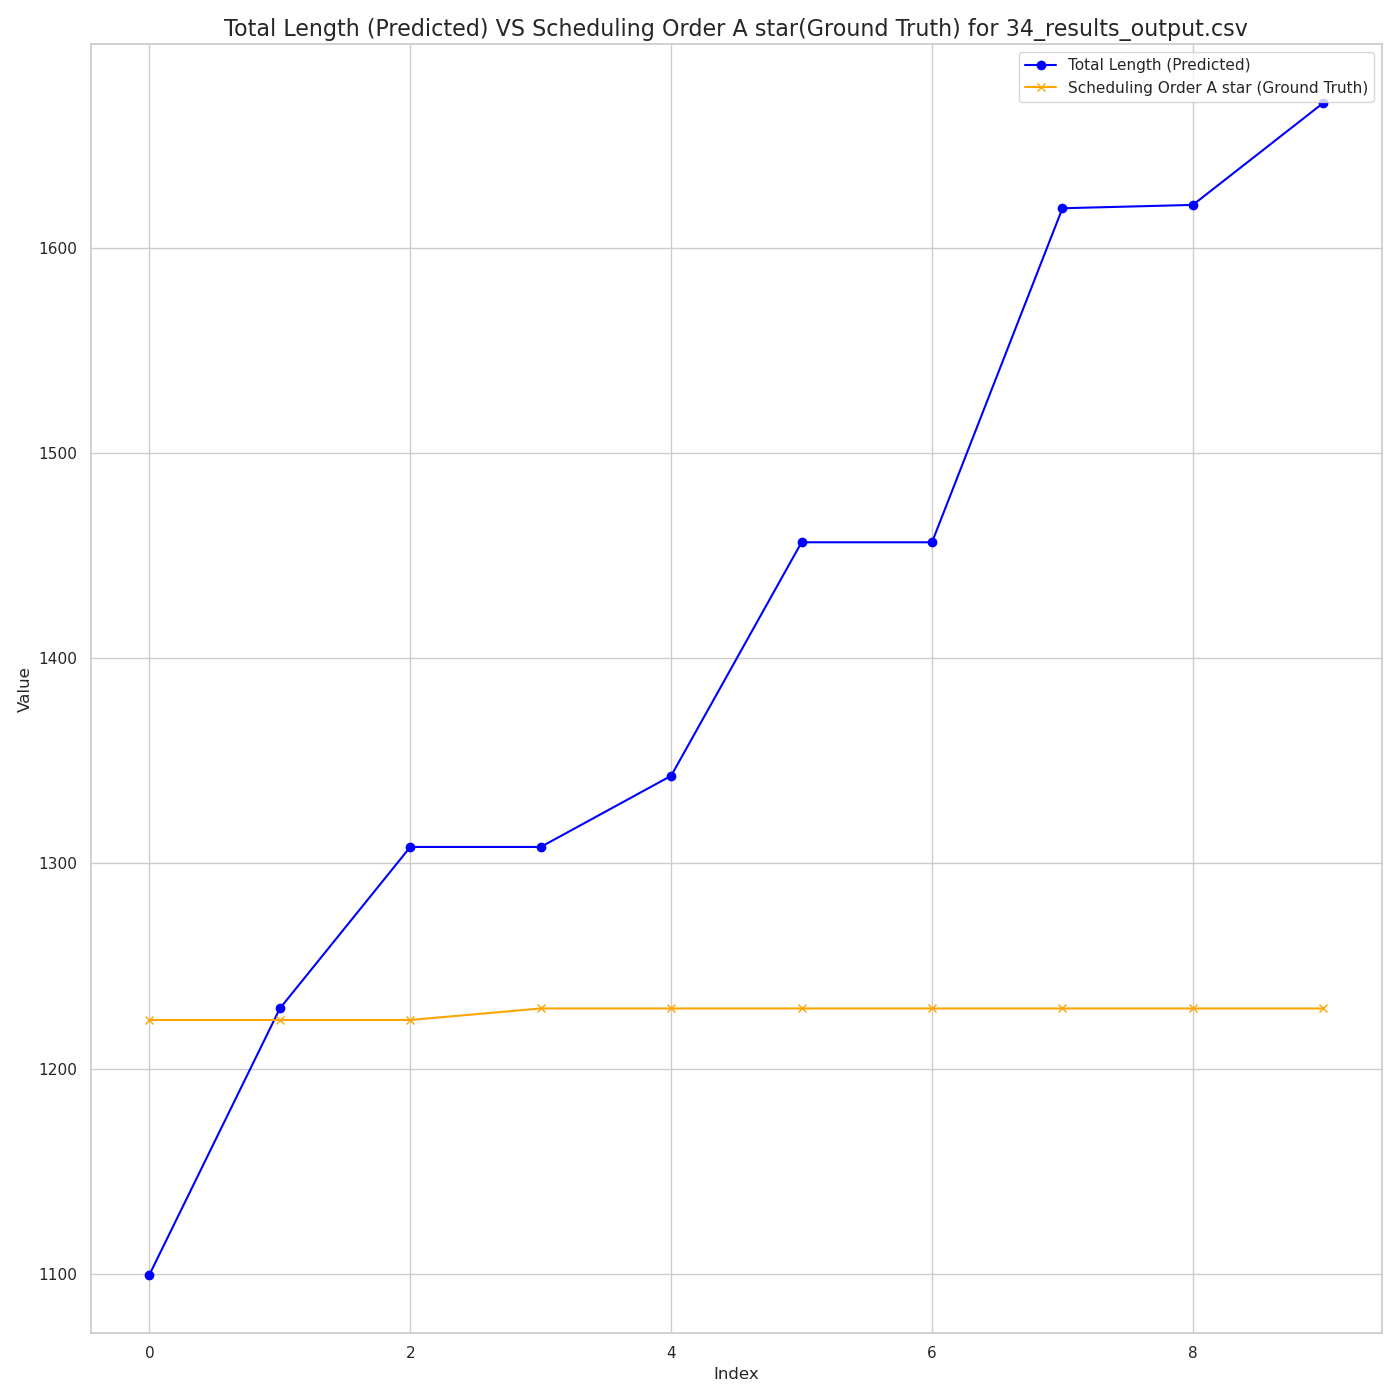 Total Length (Predicted) VS Scheduling Order A star(Ground Truth) for 34_results_output.csv
Total Length (Predicted)
Scheduling Order A star (Ground Truth)
1600
1500
1400
1300
1200
1100
Value
0 2 4 6 8
Index